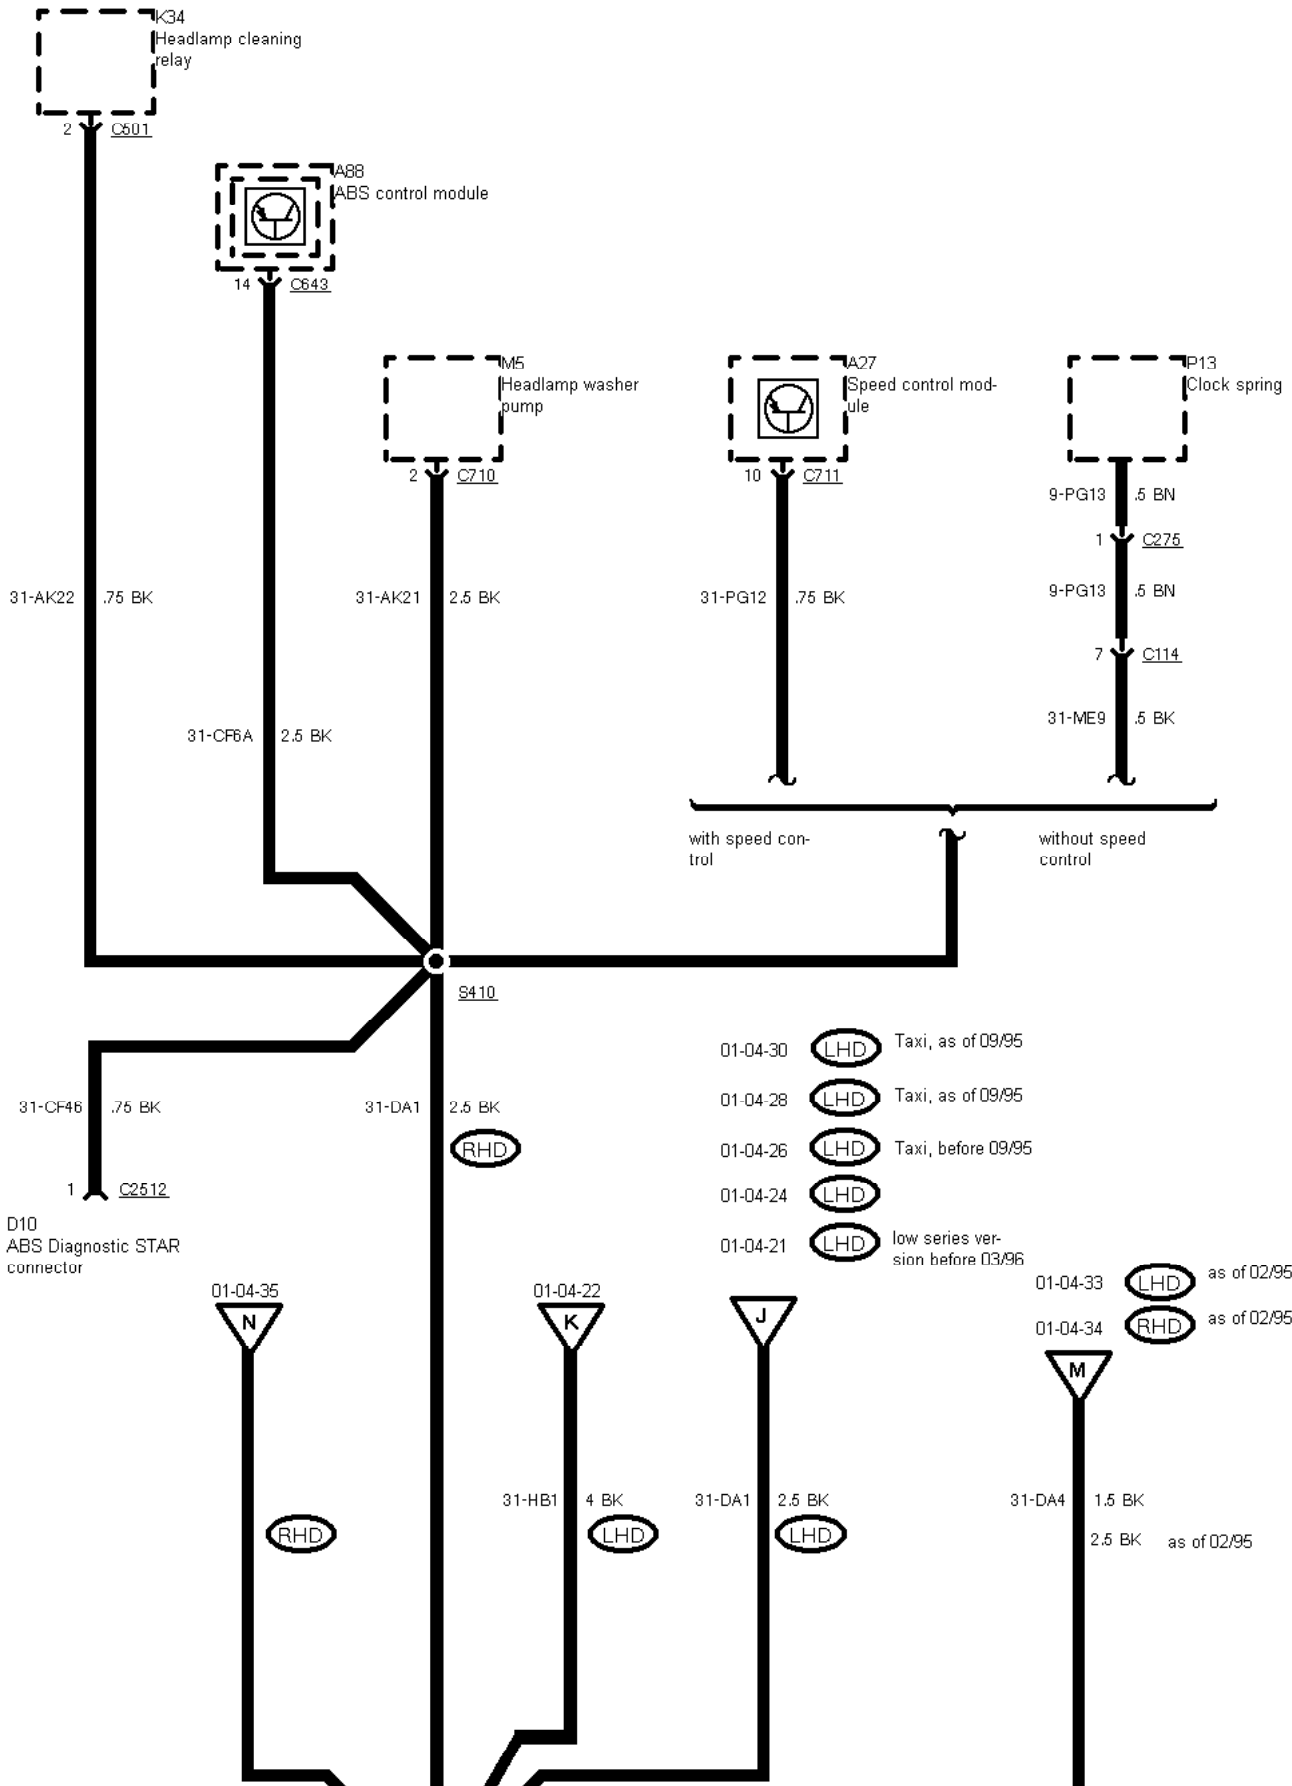 K34
Headlamp cleaning
relay
2 C501
A88
ABS control module
14 C643
M5
Headlamp washer
pump
2 C710
A27
Speed control mod-
ule
10 C711
P13
Clock spring
9-PG13 .5 BN
1 C275
31-AK22 .75 BK
31-AK21 2.5 BK
31-PG12 .75 BK
9-PG13 .5 BN
7 C114
31-CF6A 2.5 BK
31-ME9 .5 BK
with speed con-
trol
without speed
control
S410
01-04-30 LHD Taxi, as of 09/95
01-04-28 LHD Taxi, as of 09/95
01-04-26 LHD Taxi, before 09/95
01-04-24 LHD
01-04-21 LHD low series ver-
sion before 03/96
31-CF46 .75 BK
31-DA1 2.5 BK
RHD
1 C2512
D10
ABS Diagnostic STAR
connector
01-04-33 LHD as of 02/95
01-04-34 RHD as of 02/95
01-04-35
N
01-04-22
K
J
M
31-HB1 4 BK
31-DA1 2.5 BK
31-DA4 1.5 BK
RHD
LHD
LHD
2.5 BK as of 02/95